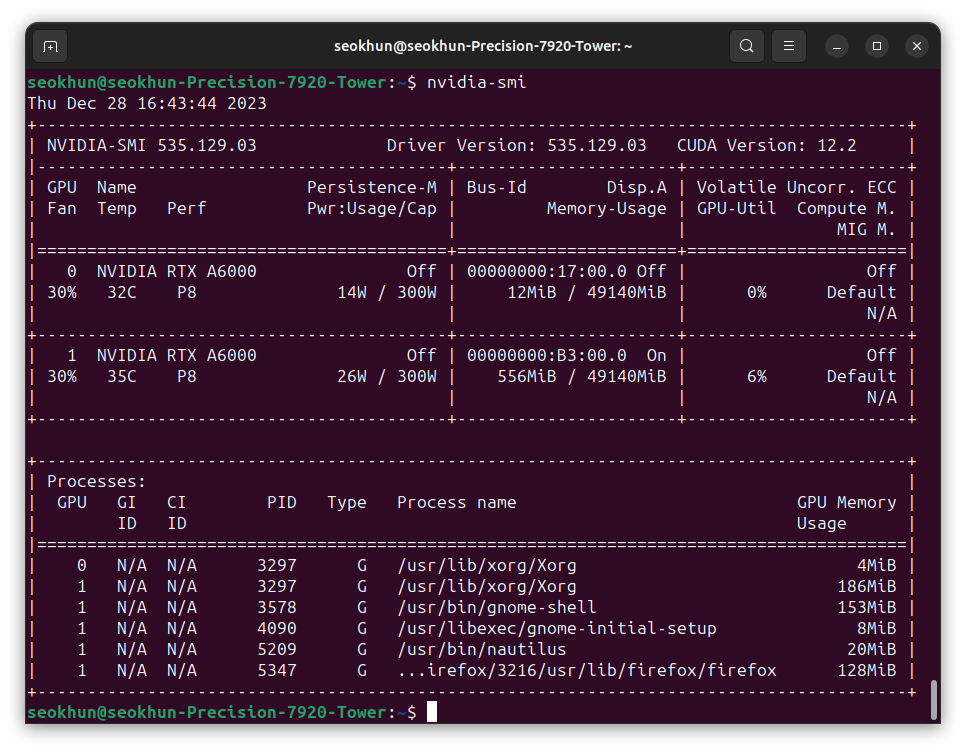 seokhun@seokhun-Precision-7920-Tower: ~
seokhun@seokhun-Precision-7920-Tower:~$ nvidia-smi
Thu Dec 28 16:43:44 2023
+---------------------------------------------------------------------------------------+
| NVIDIA-SMI 535.129.03             Driver Version: 535.129.03   CUDA Version: 12.2     |
|-----------------------------------------+----------------------+----------------------+
| GPU  Name                 Persistence-M | Bus-Id        Disp.A | Volatile Uncorr. ECC |
| Fan  Temp   Perf          Pwr:Usage/Cap |         Memory-Usage | GPU-Util  Compute M. |
|                                         |                      |               MIG M. |
|=========================================+======================+======================|
|   0  NVIDIA RTX A6000               Off | 00000000:17:00.0 Off |                  Off |
| 30%   32C    P8              14W / 300W |     12MiB / 49140MiB |      0%      Default |
|                                         |                      |                  N/A |
+-----------------------------------------+----------------------+----------------------+
|   1  NVIDIA RTX A6000               Off | 00000000:B3:00.0  On |                  Off |
| 30%   35C    P8              26W / 300W |    556MiB / 49140MiB |      6%      Default |
|                                         |                      |                  N/A |
+-----------------------------------------+----------------------+----------------------+
+---------------------------------------------------------------------------------------+
| Processes:                                                                            |
|  GPU   GI   CI        PID   Type   Process name                            GPU Memory |
|        ID   ID                                                             Usage      |
|=======================================================================================|
|    0   N/A  N/A      3297      G   /usr/lib/xorg/Xorg                            4MiB |
|    1   N/A  N/A      3297      G   /usr/lib/xorg/Xorg                          186MiB |
|    1   N/A  N/A      3578      G   /usr/bin/gnome-shell                        153MiB |
|    1   N/A  N/A      4090      G   /usr/libexec/gnome-initial-setup              8MiB |
|    1   N/A  N/A      5209      G   /usr/bin/nautilus                            20MiB |
|    1   N/A  N/A      5347      G   ...irefox/3216/usr/lib/firefox/firefox      128MiB |
+---------------------------------------------------------------------------------------+
seokhun@seokhun-Precision-7920-Tower:~$